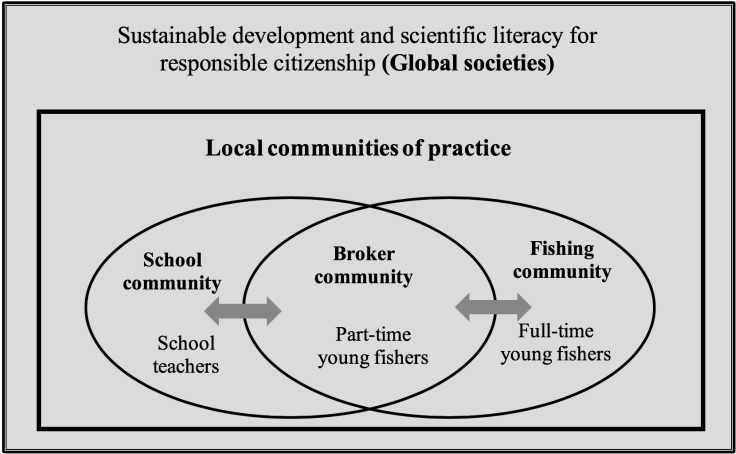 Sustainable development and scientific literacy for
responsible citizenship (Global societies)
Local communities of practice
School
community
Broker
community
Fishing
community
School
teachers
Part-time
young fishers
Full-time
young fishers